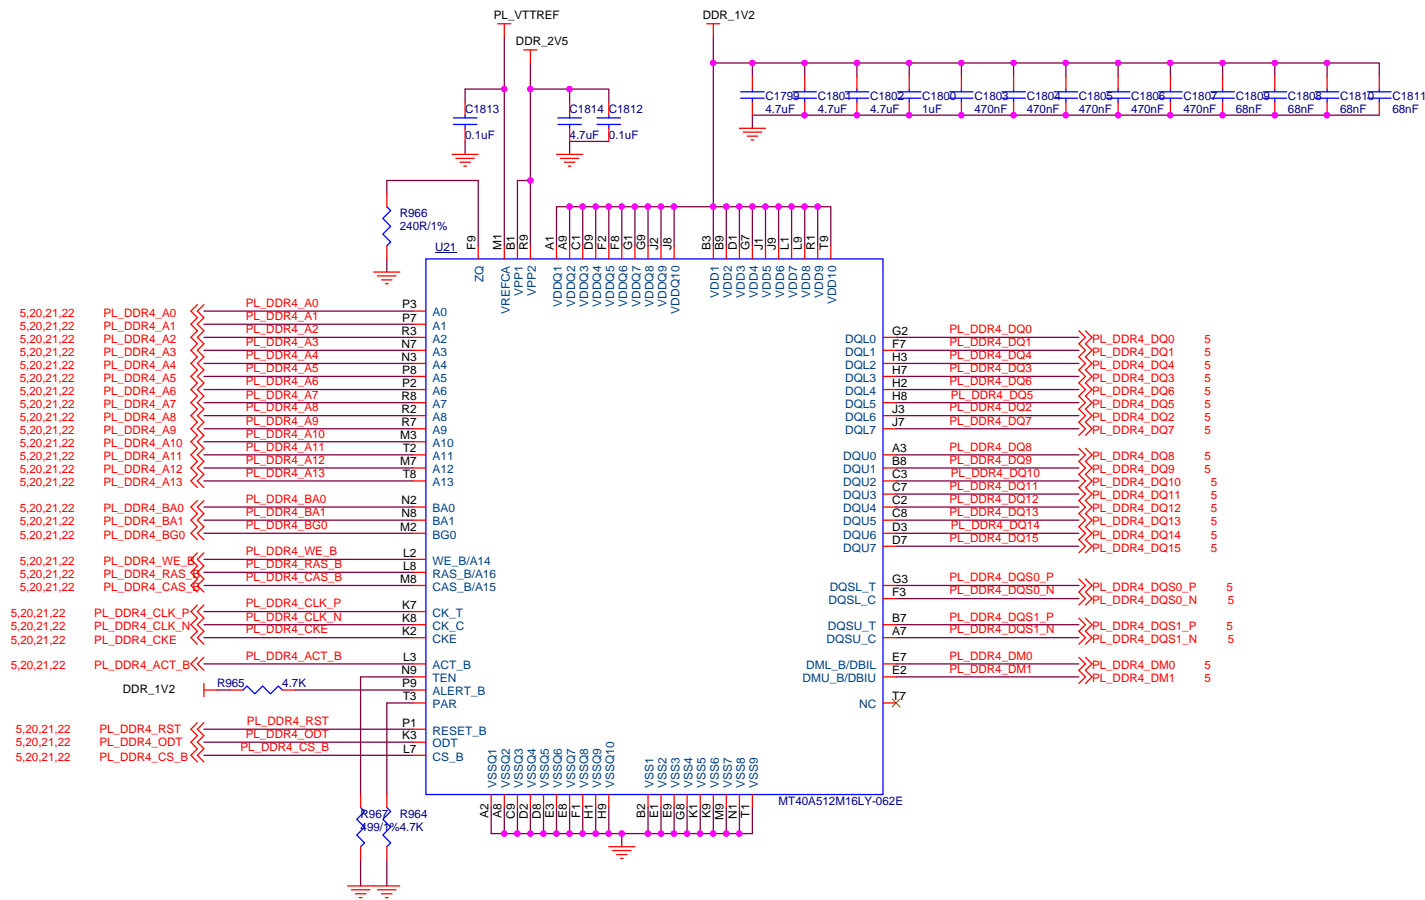 PL_VTTREF
DDR_2V5
DDR_1V2
C1813
0.1uF
C1814
4.7uF
C1812
0.1uF
C1799
4.7uF
C1801
4.7uF
C1802
4.7uF
C1800
1uF
C1803
470nF
C1804
470nF
C1805
470nF
C1806
470nF
C1807
470nF
C1809
68nF
C1808
68nF
C1810
68nF
C1811
68nF
R966
240R/1%
U21
F9 M1 B1 R9 A1 A9 C1 D9 F2 F8 G1 G9 J2 J8 B3 B9 D1 G7 J1 J9 L1 L9 R1 T9
ZQ VREFCA VPP1 VPP2 VDDQ1 VDDQ2 VDDQ3 VDDQ4 VDDQ5 VDDQ6 VDDQ7 VDDQ8 VDDQ9 VDDQ10 VDD1 VDD2 VDD3 VDD4 VDD5 VDD6 VDD7 VDD8 VDD9 VDD10
5,20,21,22 PL_DDR4_A0 PL_DDR4_A0 P3 A0
5,20,21,22 PL_DDR4_A1 PL_DDR4_A1 P7 A1
5,20,21,22 PL_DDR4_A2 PL_DDR4_A2 R3 A2
5,20,21,22 PL_DDR4_A3 PL_DDR4_A3 N7 A3
5,20,21,22 PL_DDR4_A4 PL_DDR4_A4 N3 A4
5,20,21,22 PL_DDR4_A5 PL_DDR4_A5 P8 A5
5,20,21,22 PL_DDR4_A6 PL_DDR4_A6 P2 A6
5,20,21,22 PL_DDR4_A7 PL_DDR4_A7 R8 A7
5,20,21,22 PL_DDR4_A8 PL_DDR4_A8 R2 A8
5,20,21,22 PL_DDR4_A9 PL_DDR4_A9 R7 A9
5,20,21,22 PL_DDR4_A10 PL_DDR4_A10 M3 A10
5,20,21,22 PL_DDR4_A11 PL_DDR4_A11 T2 A11
5,20,21,22 PL_DDR4_A12 PL_DDR4_A12 M7 A12
5,20,21,22 PL_DDR4_A13 PL_DDR4_A13 T8 A13
5,20,21,22 PL_DDR4_BA0 PL_DDR4_BA0 N2 BA0
5,20,21,22 PL_DDR4_BA1 PL_DDR4_BA1 N8 BA1
5,20,21,22 PL_DDR4_BG0 PL_DDR4_BG0 M2 BG0
5,20,21,22 PL_DDR4_WE_B PL_DDR4_WE_B L2 WE_B/A14
5,20,21,22 PL_DDR4_RAS_B PL_DDR4_RAS_B L8 RAS_B/A16
5,20,21,22 PL_DDR4_CAS_B PL_DDR4_CAS_B M8 CAS_B/A15
5,20,21,22 PL_DDR4_CLK_P PL_DDR4_CLK_P K7 CK_T
5,20,21,22 PL_DDR4_CLK_N PL_DDR4_CLK_N K8 CK_C
5,20,21,22 PL_DDR4_CKE PL_DDR4_CKE K2 CKE
5,20,21,22 PL_DDR4_ACT_B PL_DDR4_ACT_B L3 ACT_B
N9 TEN
DDR_1V2 R965 4.7K P9 ALERT_B
T3 PAR
5,20,21,22 PL_DDR4_RST PL_DDR4_RST P1 RESET_B
5,20,21,22 PL_DDR4_ODT PL_DDR4_ODT K3 ODT
5,20,21,22 PL_DDR4_CS_B PL_DDR4_CS_B L7 CS_B
DQL0 G2 PL_DDR4_DQ0 PL_DDR4_DQ0 5
DQL1 F7 PL_DDR4_DQ1 PL_DDR4_DQ1 5
DQL2 H3 PL_DDR4_DQ4 PL_DDR4_DQ4 5
DQL3 H7 PL_DDR4_DQ3 PL_DDR4_DQ3 5
DQL4 H2 PL_DDR4_DQ6 PL_DDR4_DQ6 5
DQL5 H8 PL_DDR4_DQ5 PL_DDR4_DQ5 5
DQL6 J3 PL_DDR4_DQ2 PL_DDR4_DQ2 5
DQL7 J7 PL_DDR4_DQ7 PL_DDR4_DQ7 5
DQU0 A3 PL_DDR4_DQ8 PL_DDR4_DQ8 5
DQU1 B8 PL_DDR4_DQ9 PL_DDR4_DQ9 5
DQU2 C3 PL_DDR4_DQ10 PL_DDR4_DQ10 5
DQU3 C7 PL_DDR4_DQ11 PL_DDR4_DQ11 5
DQU4 C2 PL_DDR4_DQ12 PL_DDR4_DQ12 5
DQU5 C8 PL_DDR4_DQ13 PL_DDR4_DQ13 5
DQU6 D3 PL_DDR4_DQ14 PL_DDR4_DQ14 5
DQU7 D7 PL_DDR4_DQ15 PL_DDR4_DQ15 5
DQSL_T G3 PL_DDR4_DQS0_P PL_DDR4_DQS0_P 5
DQSL_C F3 PL_DDR4_DQS0_N PL_DDR4_DQS0_N 5
DQSU_T B7 PL_DDR4_DQS1_P PL_DDR4_DQS1_P 5
DQSU_C A7 PL_DDR4_DQS1_N PL_DDR4_DQS1_N 5
DML_B/DBIL E7 PL_DDR4_DM0 PL_DDR4_DM0 5
DMU_B/DBIU E2 PL_DDR4_DM1 PL_DDR4_DM1 5
NC T7
VSSQ1 VSSQ2 VSSQ3 VSSQ4 VSSQ5 VSSQ6 VSSQ7 VSSQ8 VSSQ9 VSSQ10 VSS1 VSS2 VSS3 VSS4 VSS5 VSS6 VSS7 VSS8 VSS9
A2 A8 C9 D2 D8 E3 E8 F1 H1 H9 B2 E1 E9 G8 K1 K9 M9 N1 T1
MT40A512M16LY-062E
R967
499/1%
R964
4.7K